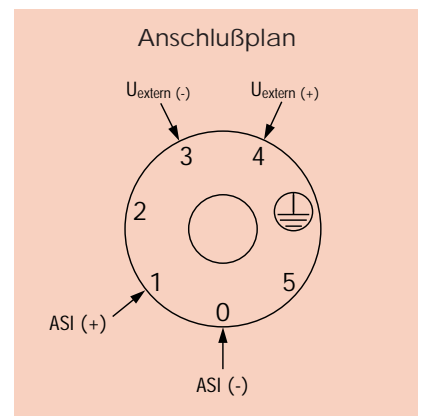 Anschlußplan
Uextern (-) Uextern (+)
3 4
2
1 5
0
ASI (+)
ASI (-)